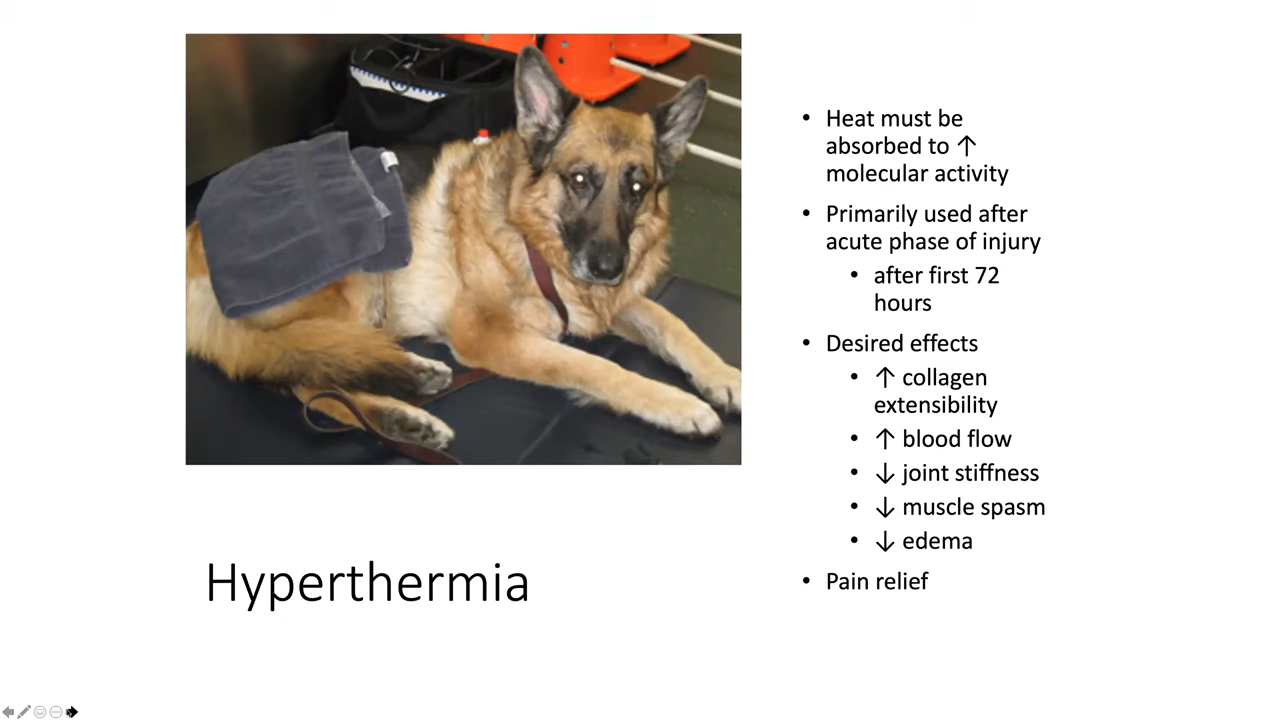 • Heat must be
absorbed to ↑
molecular activity
• Primarily used after
acute phase of injury
• after first 72
hours
• Desired effects
• ↑ collagen
extensibility
• ↑ blood flow
• ↓ joint stiffness
• ↓ muscle spasm
• ↓ edema
• Pain relief
Hyperthermia